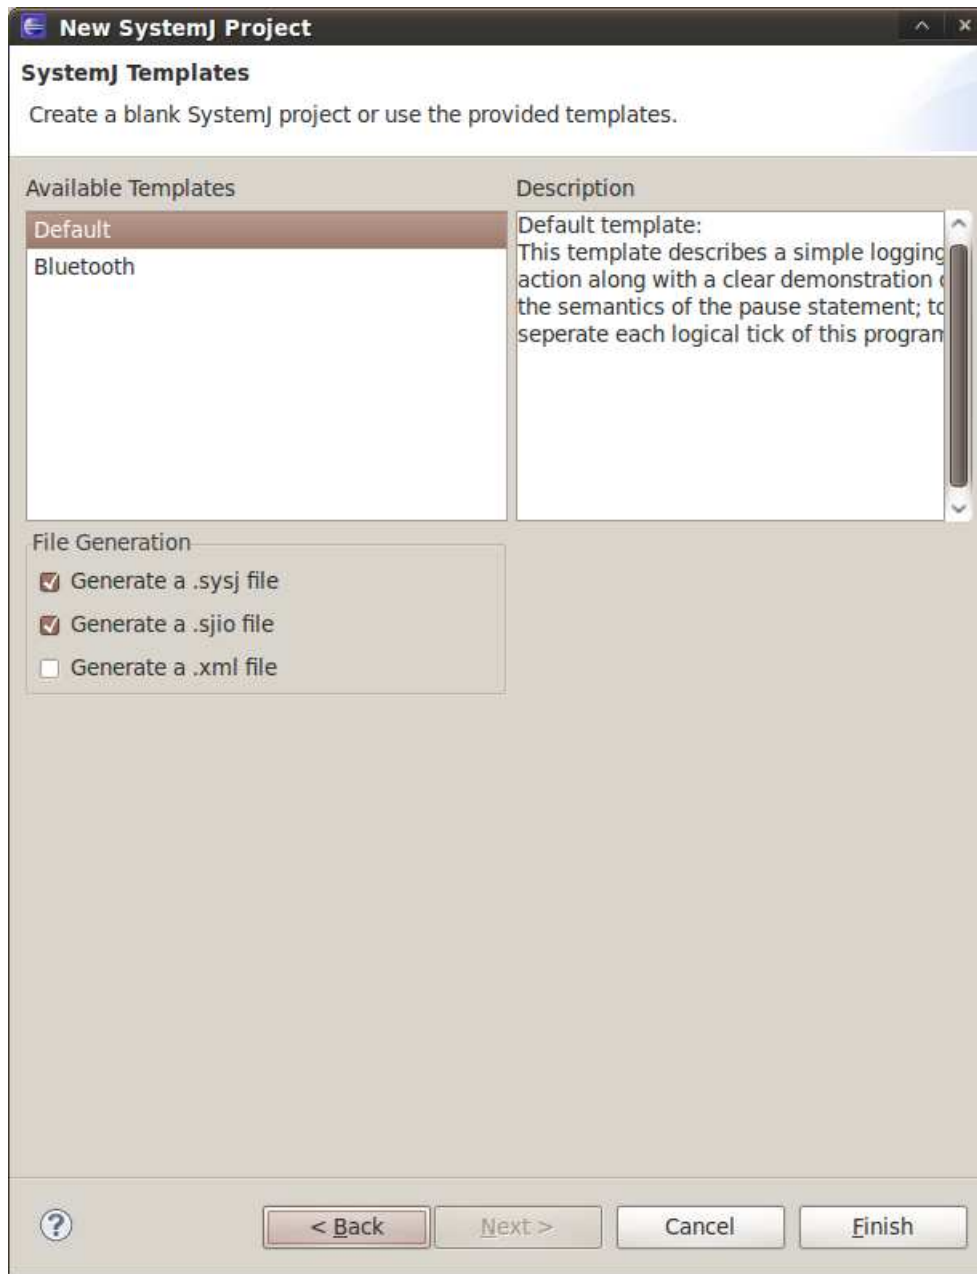 New SystemJ Project
SystemJ Templates
Create a blank SystemJ project or use the provided templates.
Available Templates
Default
Bluetooth
Description
Default template:
This template describes a simple logging
action along with a clear demonstration
the semantics of the pause statement; to
seperate each logical tick of this program
File Generation
Generate a .sysj file
Generate a .sjio file
Generate a .xml file
?
< Back
Next >
Cancel
Finish